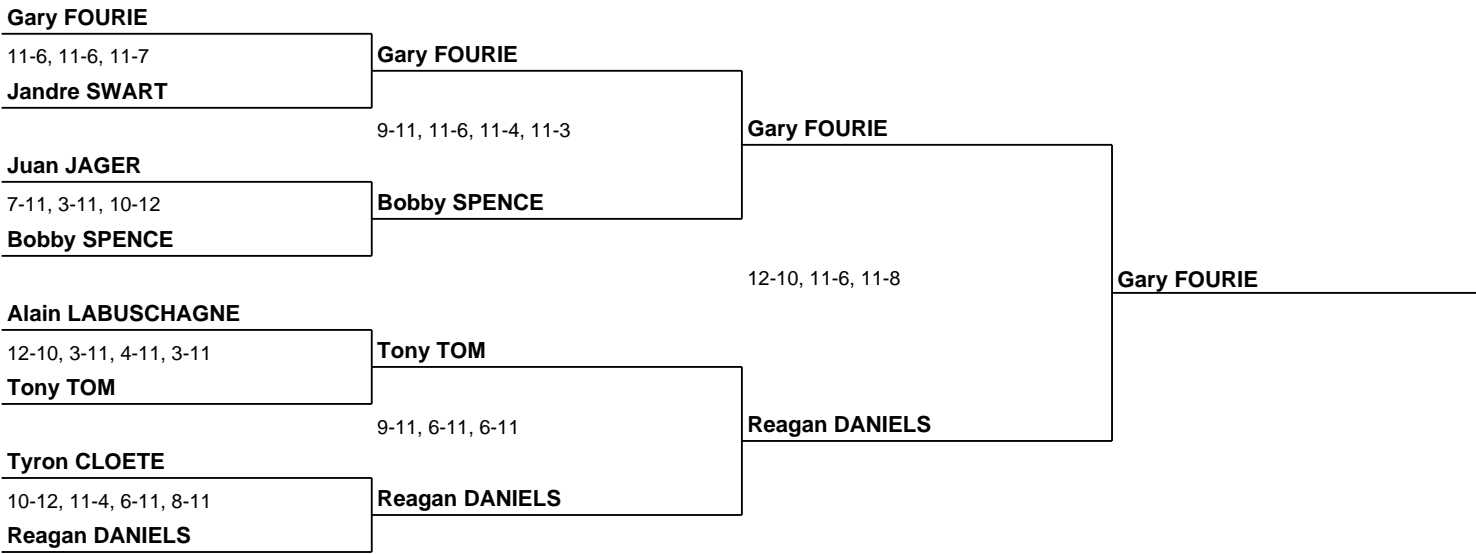 Gary FOURIE
11-6, 11-6, 11-7
Jandre SWART
Juan JAGER
7-11, 3-11, 10-12
Bobby SPENCE
Alain LABUSCHAGNE
12-10, 3-11, 4-11, 3-11
Tony TOM
Tyron CLOETE
10-12, 11-4, 6-11, 8-11
Reagan DANIELS
Gary FOURIE
9-11, 11-6, 11-4, 11-3
Bobby SPENCE
Tony TOM
9-11, 6-11, 6-11
Reagan DANIELS
Gary FOURIE
12-10, 11-6, 11-8
Reagan DANIELS
Gary FOURIE